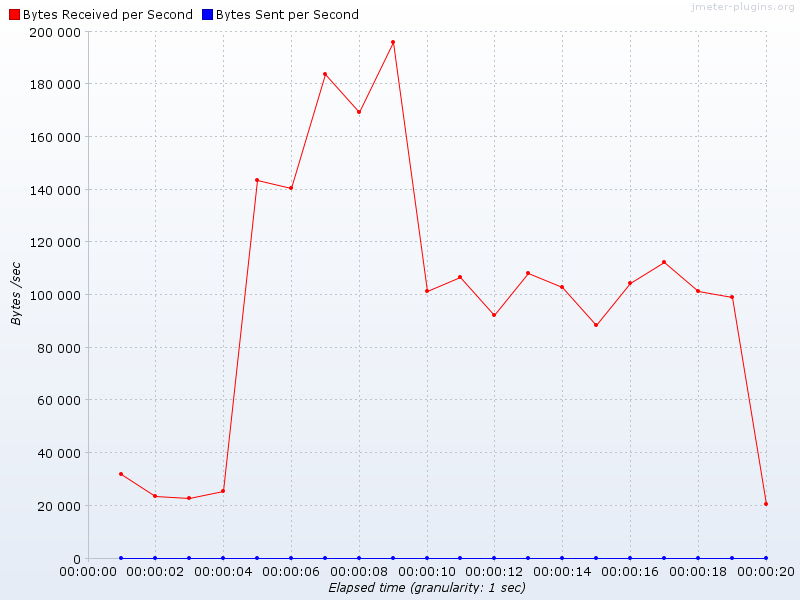 jmeter-plugins.org
Bytes Received per Second Bytes Sent per Second
200 000
180 000
160 000
140 000
120 000
100 000
80 000
60 000
40 000
20 000
0
Bytes /sec
00:00:00 00:00:02 00:00:04 00:00:06 00:00:08 00:00:10 00:00:12 00:00:14 00:00:16 00:00:18 00:00:20
Elapsed time (granularity: 1 sec)